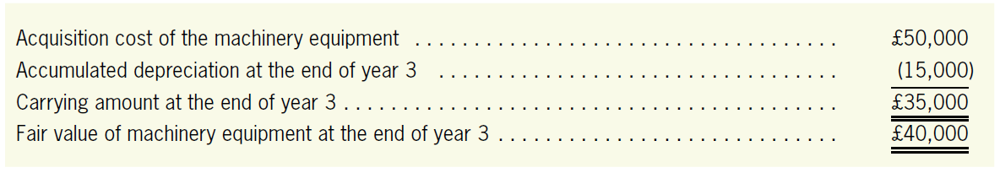 Acquisition cost of the machinery equipment . . . . . . . . . . . . . . . . . . . . . . . . . . . . . . . . . . . . £50,000
Accumulated depreciation at the end of year 3 . . . . . . . . . . . . . . . . . . . . . . . . . . . . . . . . . . (15,000)
Carrying amount at the end of year 3 . . . . . . . . . . . . . . . . . . . . . . . . . . . . . . . . . . . . . . . . . . £35,000
Fair value of machinery equipment at the end of year 3 . . . . . . . . . . . . . . . . . . . . . . . . . . . . . £40,000